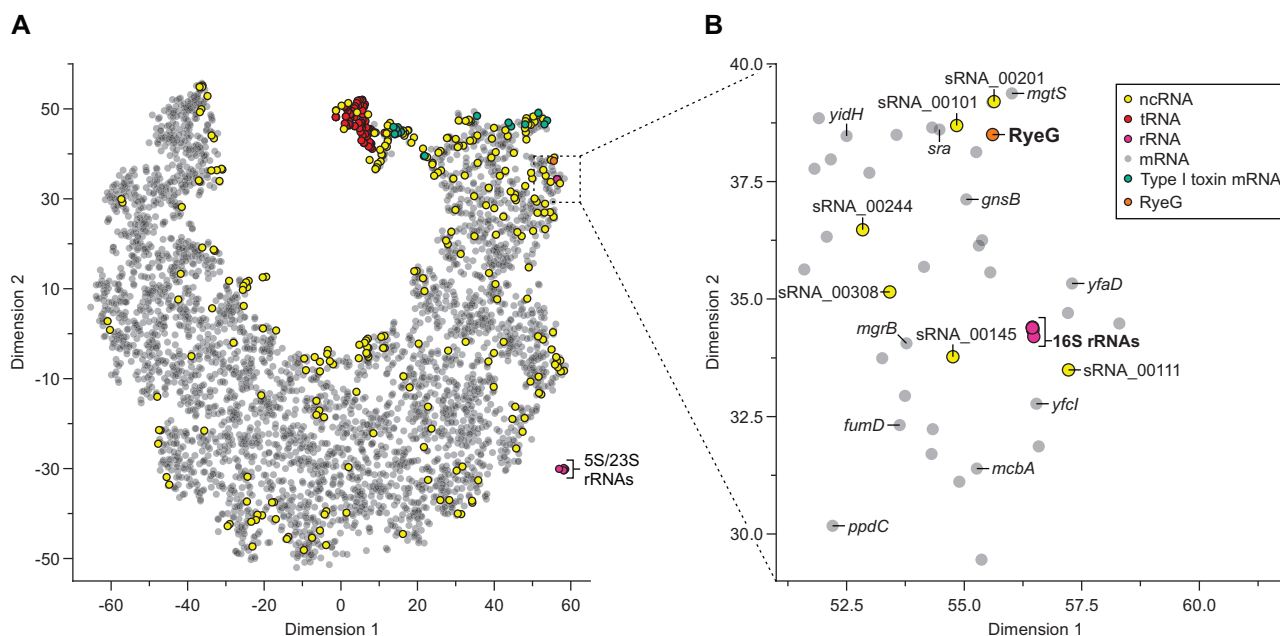 A
50
30
10
-10
-30
-50
Dimension 2
-60
-40
-20
0
20
40
60
Dimension 1
5S/23S
rRNAs
B
40.0
37.5
35.0
32.5
30.0
Dimension 2
52.5
55.0
57.5
60.0
Dimension 1
sRNA_00201
mgtS
sRNA_00101
yidH
sra
RyeG
gnsB
sRNA_00244
sRNA_00308
yfaD
mgrB
sRNA_00145
16S rRNAs
sRNA_00111
yfcI
fumD
mcbA
ppdC
ncRNA
tRNA
rRNA
mRNA
Type I toxin mRNA
RyeG